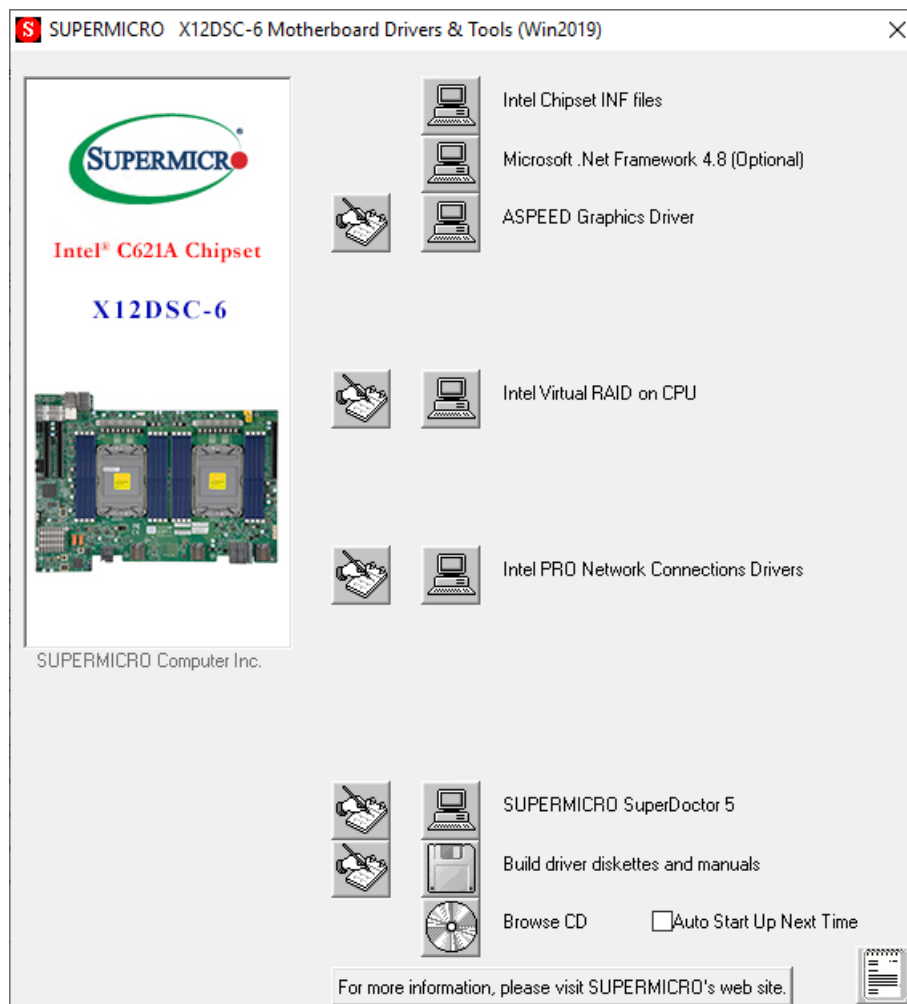 SUPERMICRO X12DSC-6 Motherboard Drivers & Tools (Win2019)
SUPERMICRO
Intel® C621A Chipset
X12DSC-6
SUPERMICRO Computer Inc.
Intel Chipset INF files
Microsoft .Net Framework 4.8 (Optional)
ASPEED Graphics Driver
Intel Virtual RAID on CPU
Intel PRO Network Connections Drivers
SUPERMICRO SuperDoctor 5
Build driver diskettes and manuals
Browse CD
Auto Start Up Next Time
For more information, please visit SUPERMICRO's web site.